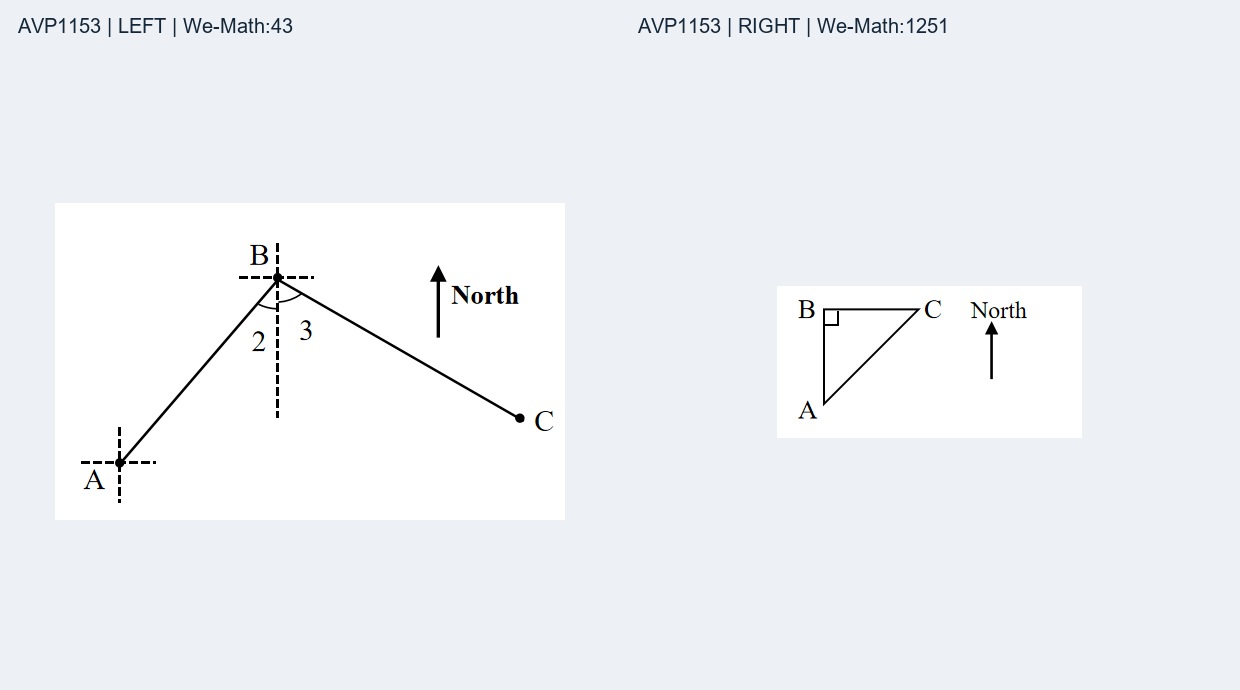 AVP1153 | LEFT | We-Math:43
B
North
2
3
C
A
AVP1153 | RIGHT | We-Math:1251
B
C
North
A